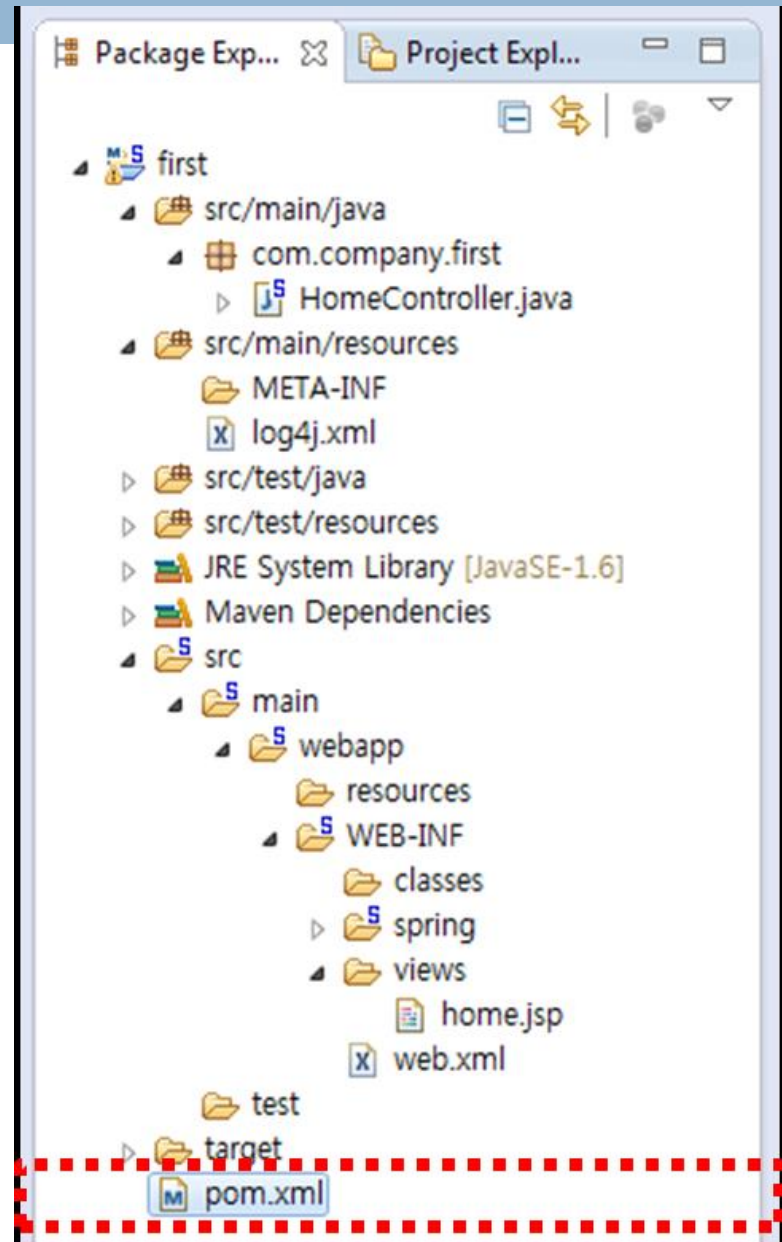 Package Exp... Project Expl...
first
src/main/java
com.company.first
HomeController.java
src/main/resources
META-INF
log4j.xml
src/test/java
src/test/resources
JRE System Library [JavaSE-1.6]
Maven Dependencies
src
main
webapp
resources
WEB-INF
classes
spring
views
home.jsp
web.xml
test
target
pom.xml